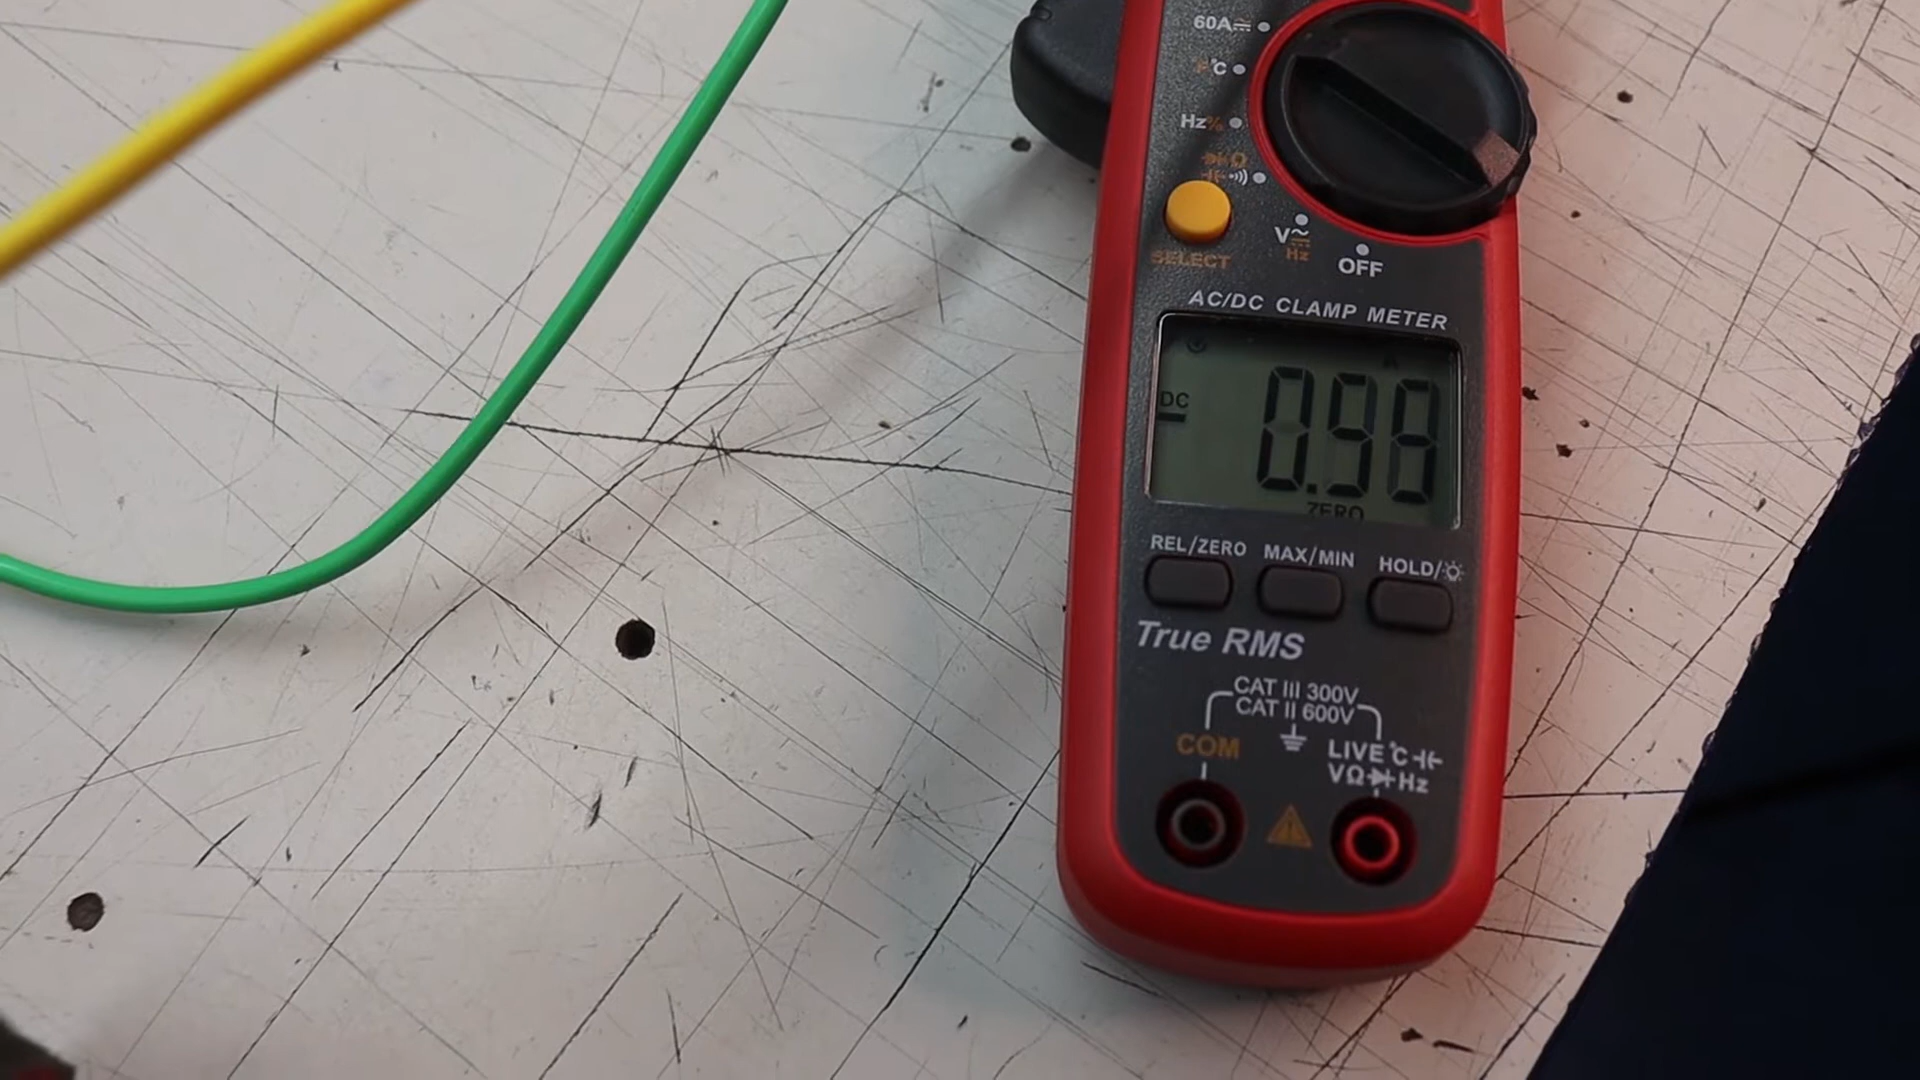 60A
°C
Hz%
Ω
SELECT
V~
Hz
OFF
AC/DC CLAMP METER
A
DC
-0.98
ZERO
REL/ZERO MAX/MIN HOLD/
True RMS
CAT III 300V
CAT II 600V
COM
LIVE °C
VΩ Hz